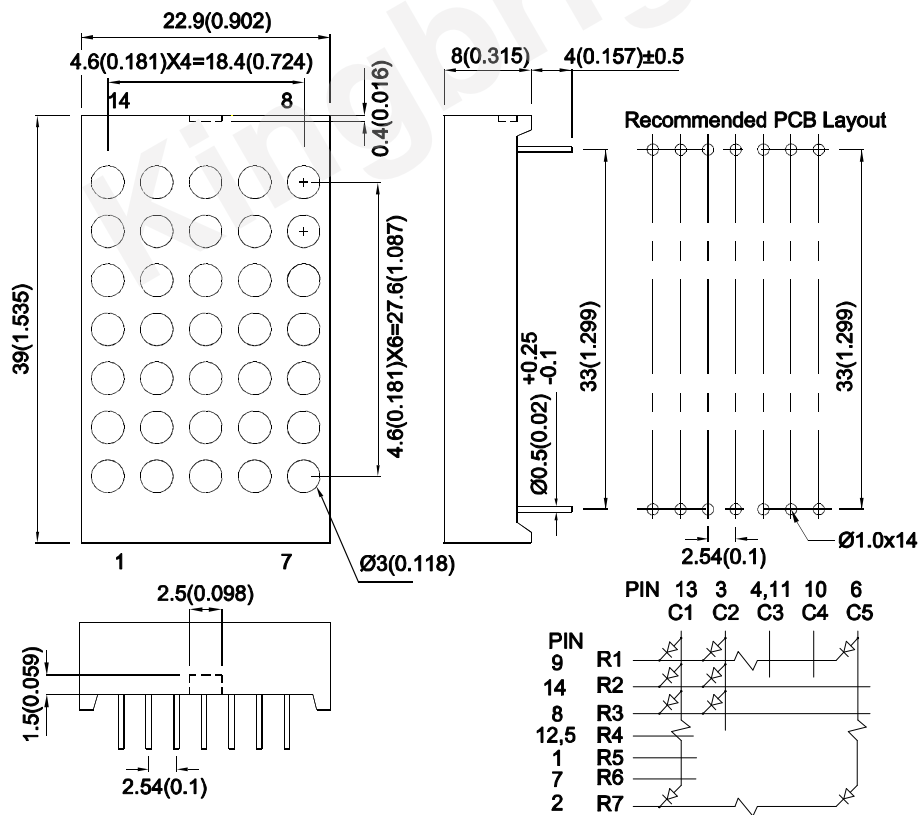 22.9(0.902)
4.6(0.181)X4=18.4(0.724)
14 8
0.4(0.016)
39(1.535)
4.6(0.181)X6=27.6(1.087)
1 7
Ø3(0.118)
8(0.315)
4(0.157)±0.5
Ø0.5(0.02) +0.25
-0.1
Recommended PCB Layout
33(1.299)
33(1.299)
2.54(0.1)
Ø1.0x14
2.5(0.098)
1.5(0.059)
2.54(0.1)
PIN 13 3 4,11 10 6
C1 C2 C3 C4 C5
PIN
9 R1
14 R2
8 R3
12,5 R4
1 R5
7 R6
2 R7
Kingbri